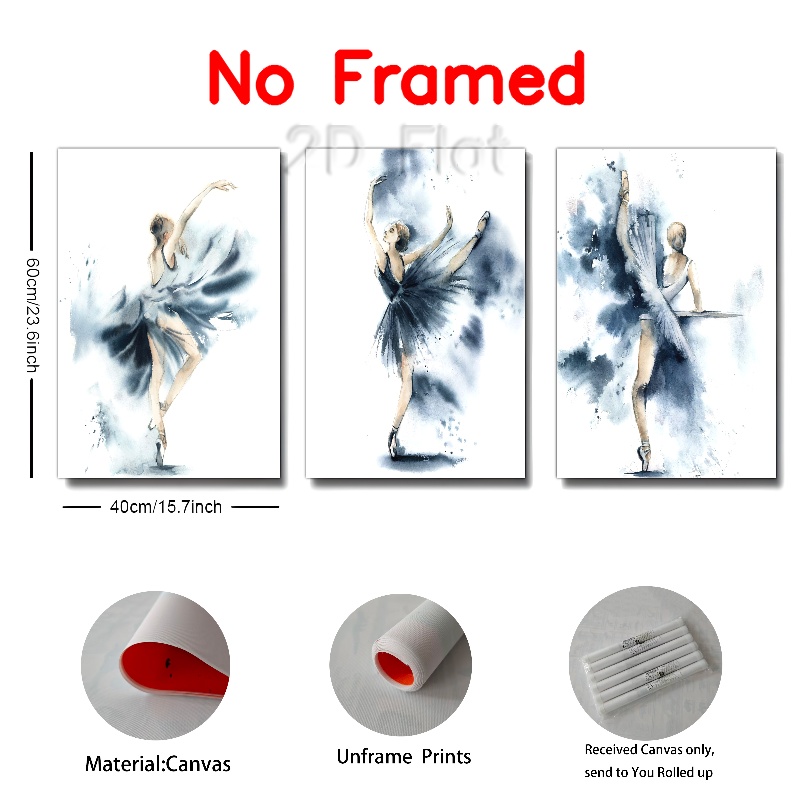 No Framed
2D Flat
60cm/23.6inch
40cm/15.7inch
Material:Canvas
Unframe Prints
Received Canvas only,
send to You Rolled up